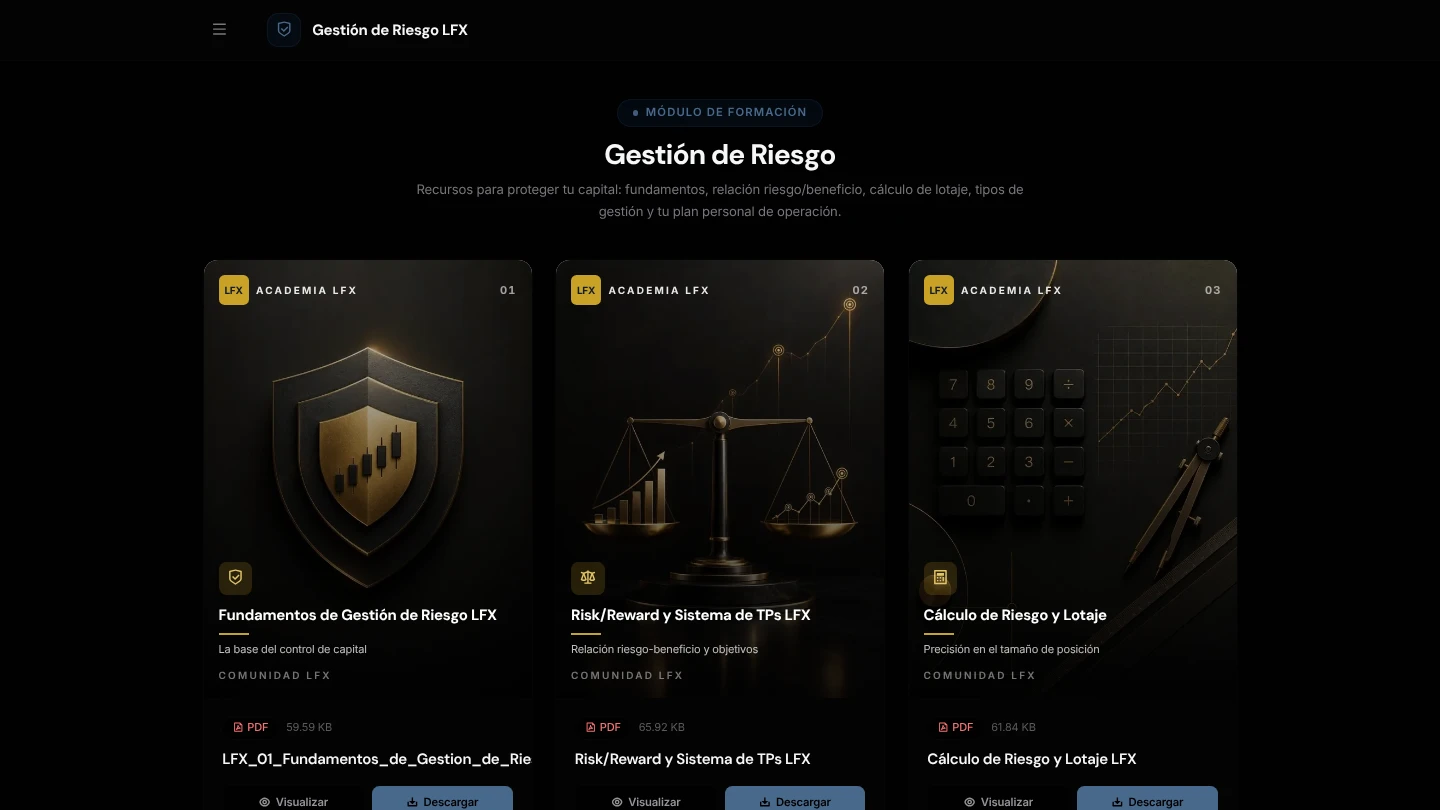 Gestión de Riesgo LFX
MÓDULO DE FORMACIÓN
Gestión de Riesgo
Recursos para proteger tu capital: fundamentos, relación riesgo/beneficio, cálculo de lotaje, tipos de
gestión y tu plan personal de operación.
LFX ACADEMIA LFX 01
Fundamentos de Gestión de Riesgo LFX
La base del control de capital
COMUNIDAD LFX
PDF 59.59 KB
LFX_01_Fundamentos_de_Gestion_de_Rie
Visualizar Descargar
LFX ACADEMIA LFX 02
Risk/Reward y Sistema de TPs LFX
Relación riesgo-beneficio y objetivos
COMUNIDAD LFX
PDF 65.92 KB
Risk/Reward y Sistema de TPs LFX
Visualizar Descargar
LFX ACADEMIA LFX 03
7 8 9 ÷
4 5 6 ×
1 2 3 −
0 · +
Cálculo de Riesgo y Lotaje
Precisión en el tamaño de posición
COMUNIDAD LFX
PDF 61.84 KB
Cálculo de Riesgo y Lotaje LFX
Visualizar Descargar